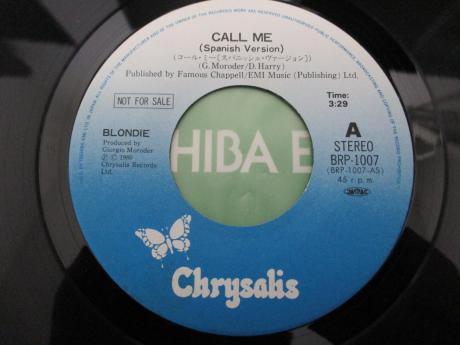 CALL ME
(Spanish Version)
(コール・ミー〔スパニッシュ・ヴァージョン〕)
(G. Moroder/D. Harry)
Published by Famous Chappell/EMI Music (Publishing) Ltd.
NOT FOR SALE
Time:
3:29
BLONDIE
Produced by
Giorgio Moroder
Ⓟ © 1980
Chrysalis Records
Ltd.
HIBA E
A
STEREO
BRP-1007
(BRP-1007-AS)
45 r.p.m.
Chrysalis